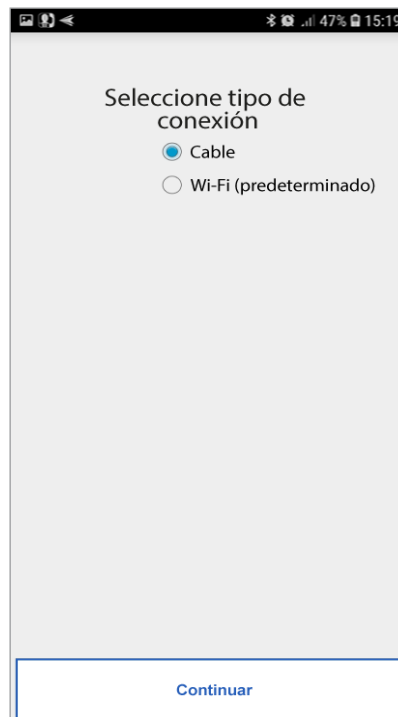 47% 15:19
Seleccione tipo de
conexión
Cable
Wi-Fi (predeterminado)
Continuar